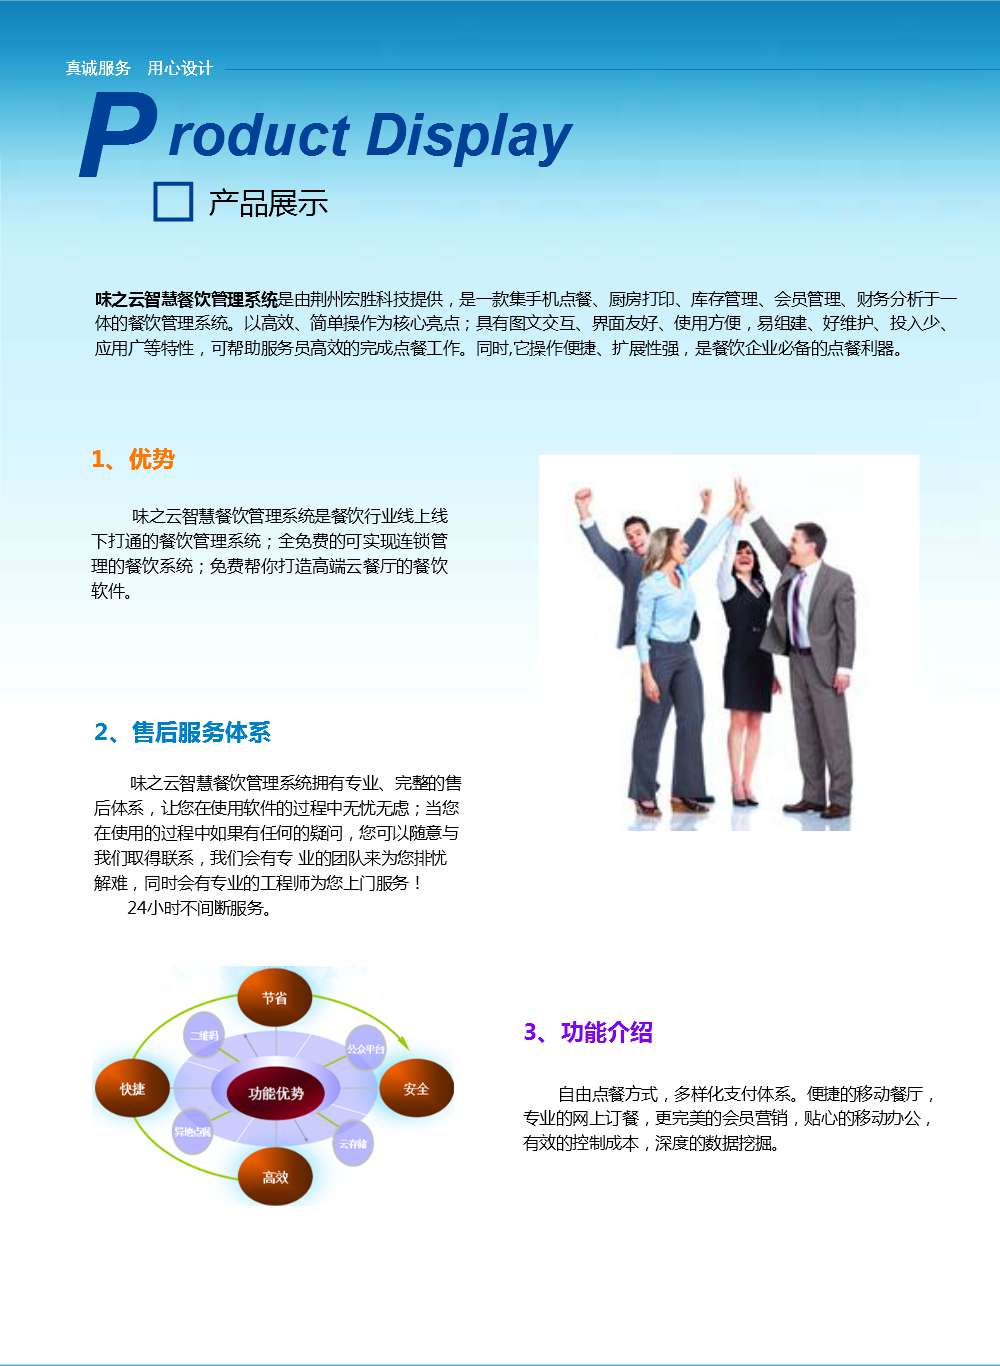 真诚服务　用心设计
Product Display
产品展示
味之云智慧餐饮管理系统是由荆州宏胜科技提供，是一款集手机点餐、厨房打印、库存管理、会员管理、财务分析于一
体的餐饮管理系统。以高效、简单操作为核心亮点；具有图文交互、界面友好、使用方便，易组建、好维护、投入少、
应用广等特性，可帮助服务员高效的完成点餐工作。同时,它操作便捷、扩展性强，是餐饮企业必备的点餐利器。
1、优势
味之云智慧餐饮管理系统是餐饮行业线上线
下打通的餐饮管理系统；全免费的可实现连锁管
理的餐饮系统；免费帮你打造高端云餐厅的餐饮
软件。
2、售后服务体系
味之云智慧餐饮管理系统拥有专业、完整的售
后体系，让您在使用软件的过程中无忧无虑；当您
在使用的过程中如果有任何的疑问，您可以随意与
我们取得联系，我们会有专 业的团队来为您排忧
解难，同时会有专业的工程师为您上门服务！
24小时不间断服务。
节省
二维码
公众平台
快捷
功能优势
安全
异地点餐
云存储
高效
3、功能介绍
自由点餐方式，多样化支付体系。便捷的移动餐厅，
专业的网上订餐，更完美的会员营销，贴心的移动办公，
有效的控制成本，深度的数据挖掘。